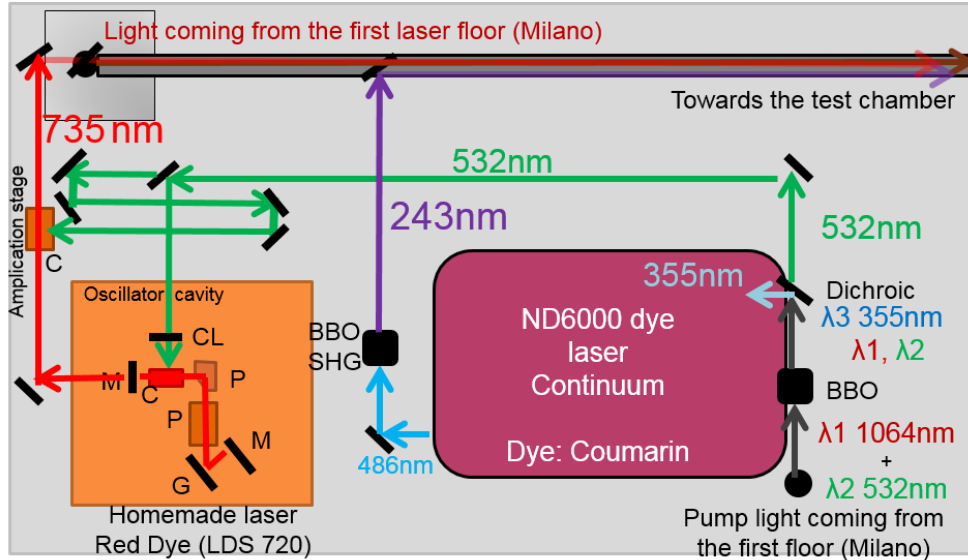 Light coming from the first laser floor (Milano)
Towards the test chamber
735 nm
532nm
Amplication stage
243nm
532nm
C
355nm
Dichroic
Oscillator cavity
λ3 355nm
ND6000 dye
laser
Continuum
λ1, λ2
BBO
SHG
CL
M
C
P
BBO
P
λ1 1064nm
+
λ2 532nm
M
Dye: Coumarin
486nm
G
Homemade laser
Red Dye (LDS 720)
Pump light coming from
the first floor (Milano)